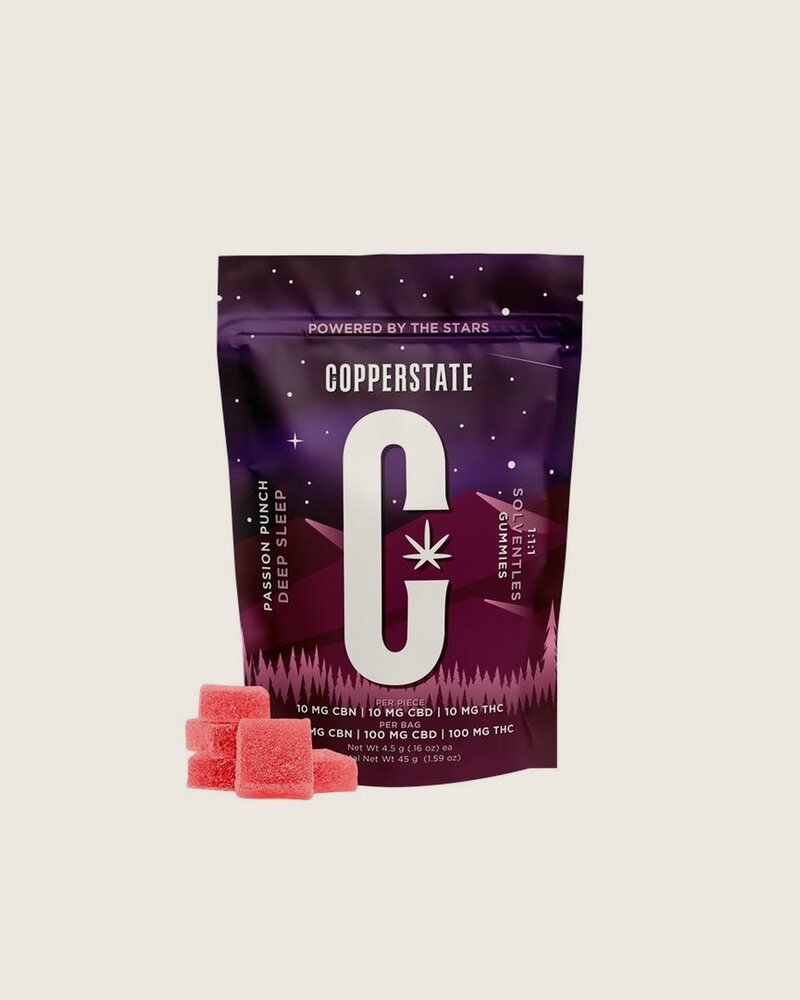 POWERED BY THE STARS
COPPERSTATE
C
PASSION PUNCH
DEEP SLEEP
1:1:1
SOLVENTLES
GUMMIES
PER PIECE
10 MG CBN | 10 MG CBD | 10 MG THC
PER BAG
MG CBN | 100 MG CBD | 100 MG THC
Net Wt 4.5 g (.16 oz) ea
Net Wt 45 g (1.59 oz)